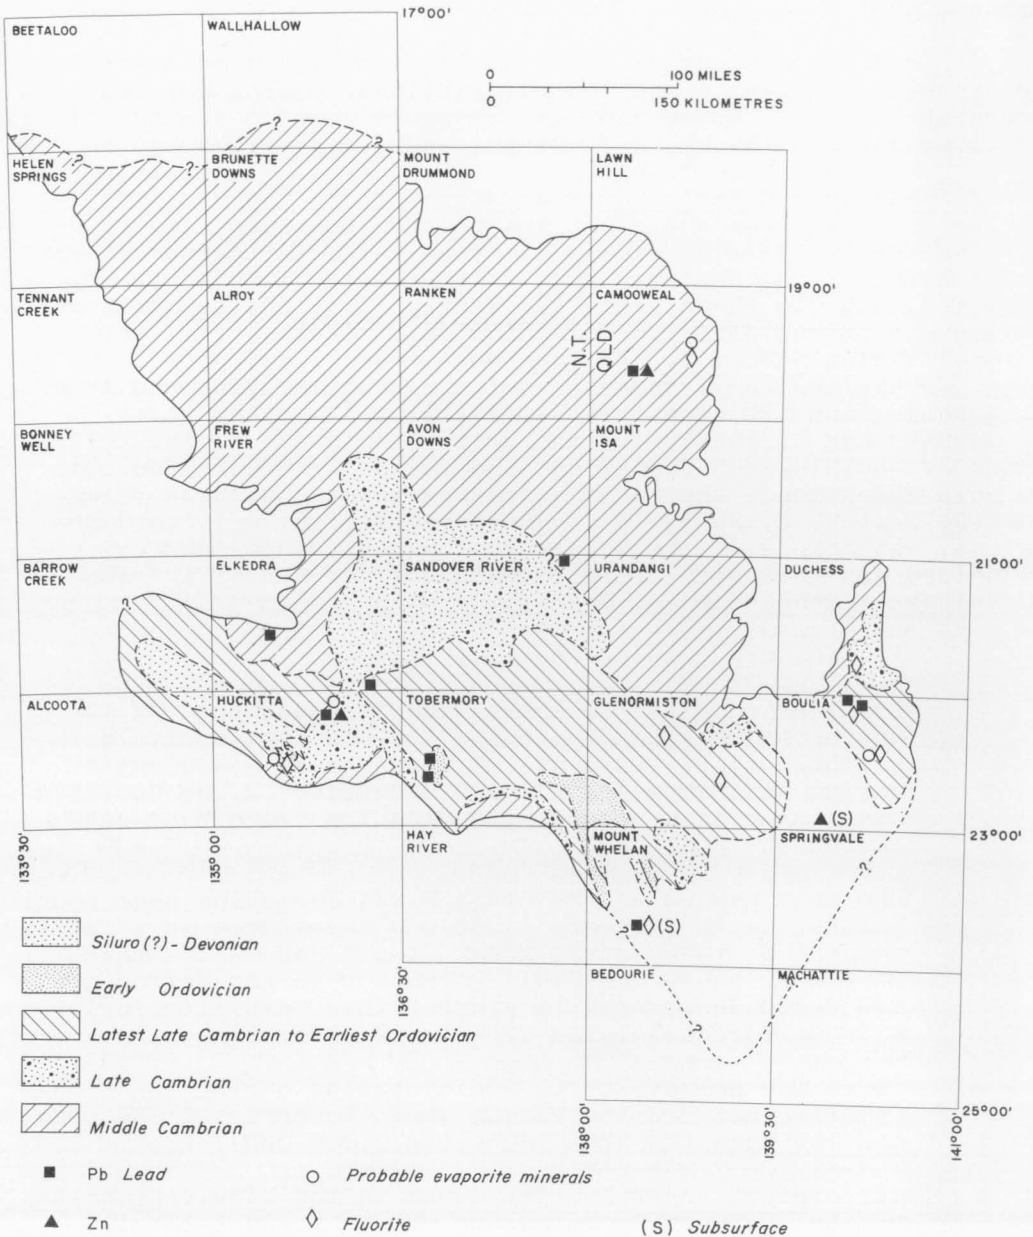 17°00'
BEETALOO
WALLHALLOW
0 100 MILES
0 150 KILOMETRES
?
?
?
?
?
HELEN
SPRINGS
BRUNETTE
DOWNS
MOUNT
DRUMMOND
LAWN
HILL
TENNANT
CREEK
ALROY
RANKEN
CAMOOWEAL
19°00'
N.T.
QLD
BONNEY
WELL
FREW
RIVER
AVON
DOWNS
MOUNT
ISA
BARROW
CREEK
ELKEDRA
SANDOVER RIVER
?
URANDANGI
DUCHESS
21°00'
?
ALCOOTA
HUCKITTA
TOBERMORY
GLENORMISTON
BOULIA
(S)
HAY
RIVER
MOUNT
WHELAN
SPRINGVALE
23°00'
133°30'
135°00'
?
?
(S)
BEDOURIE
MACHATTIE
?
?
136°30'
138°00'
139°30'
141°00'
25°00'
Siluro(?)-Devonian
Early Ordovician
Latest Late Cambrian to Earliest Ordovician
Late Cambrian
Middle Cambrian
Pb Lead
Probable evaporite minerals
Zn
Fluorite
(S) Subsurface